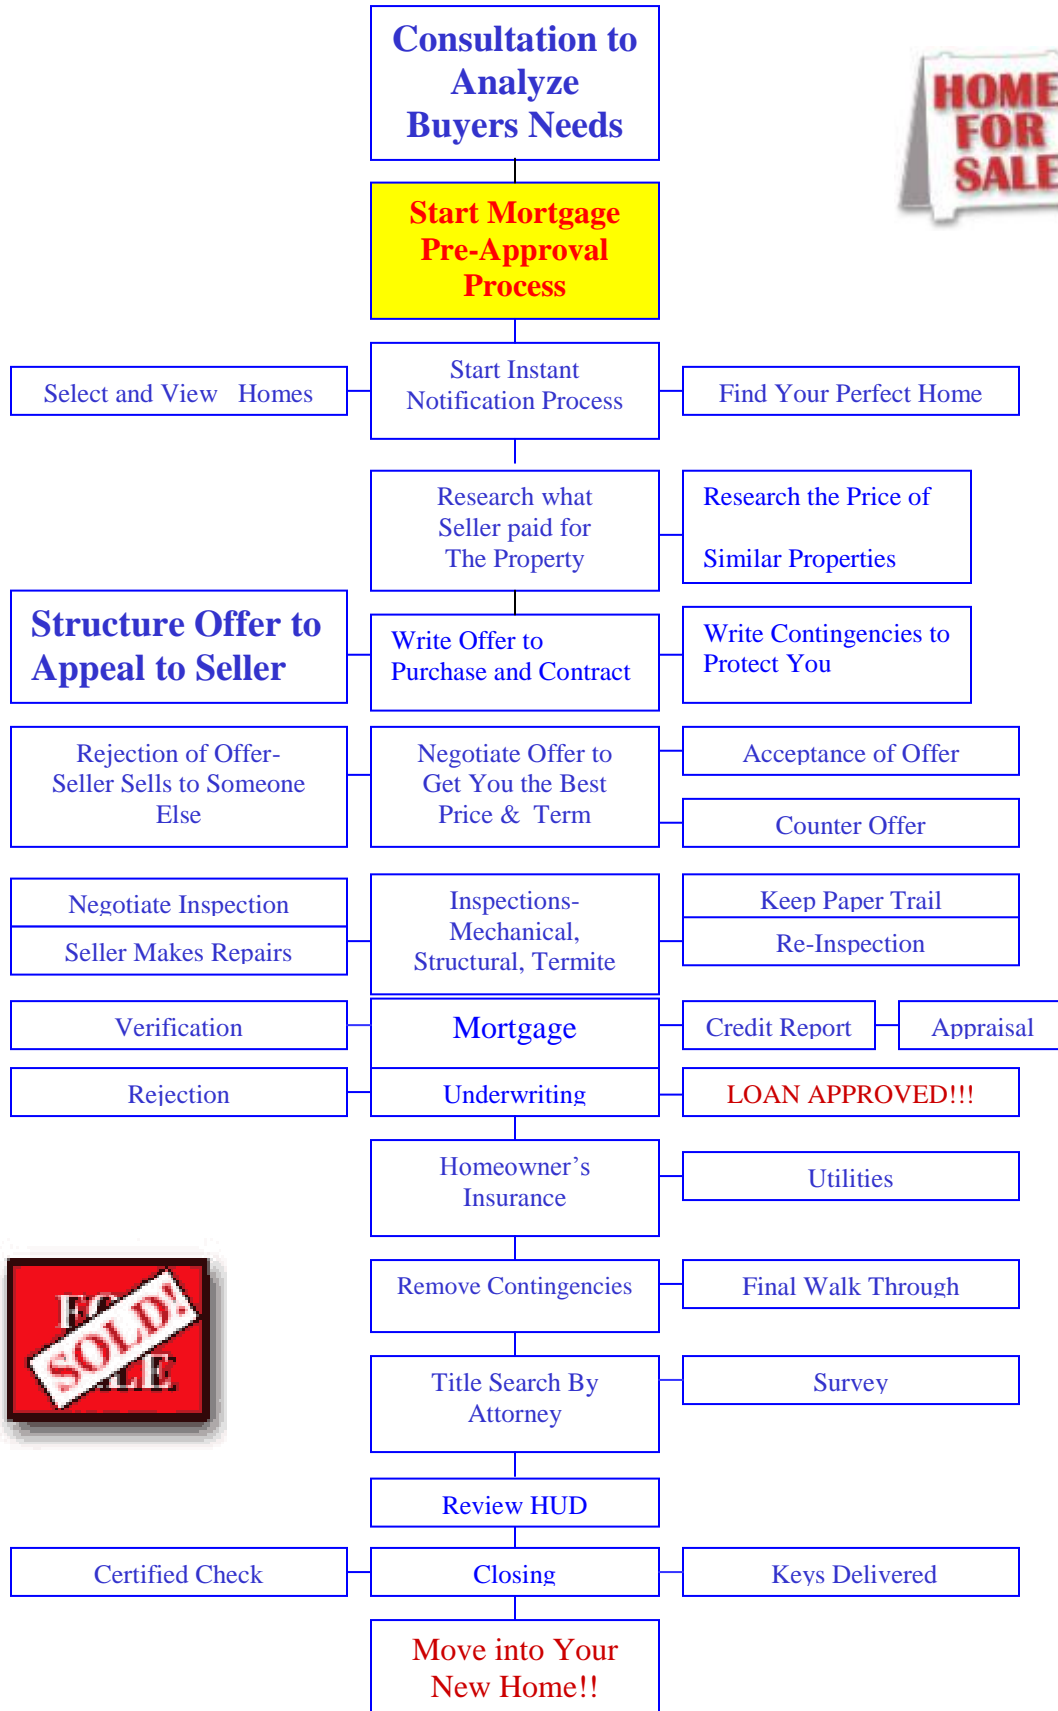 Consultation to
Analyze
Buyers Needs
HOME
FOR
SALE
Start Mortgage
Pre-Approval
Process
Select and View Homes
Start Instant
Notification Process
Find Your Perfect Home
Research what
Seller paid for
The Property
Research the Price of
Similar Properties
Structure Offer to
Appeal to Seller
Write Offer to
Purchase and Contract
Write Contingencies to
Protect You
Rejection of Offer-
Seller Sells to Someone
Else
Negotiate Offer to
Get You the Best
Price & Term
Acceptance of Offer
Counter Offer
Negotiate Inspection
Seller Makes Repairs
Inspections-
Mechanical,
Structural, Termite
Keep Paper Trail
Re-Inspection
Verification
Mortgage
Credit Report
Appraisal
Rejection
Underwriting
LOAN APPROVED!!!
Homeowner’s
Insurance
Utilities
Remove Contingencies
Final Walk Through
SOLD!
Title Search By
Attorney
Survey
Review HUD
Certified Check
Closing
Keys Delivered
Move into Your
New Home!!